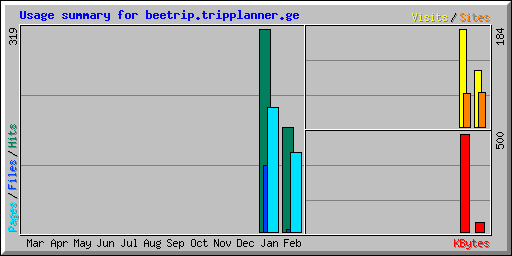 Usage summary for beetrip.tripplanner.ge
Visits / Sites
319
184
Pages / Files / Hits
500
Mar Apr May Jun Jul Aug Sep Oct Nov Dec Jan Feb
KBytes